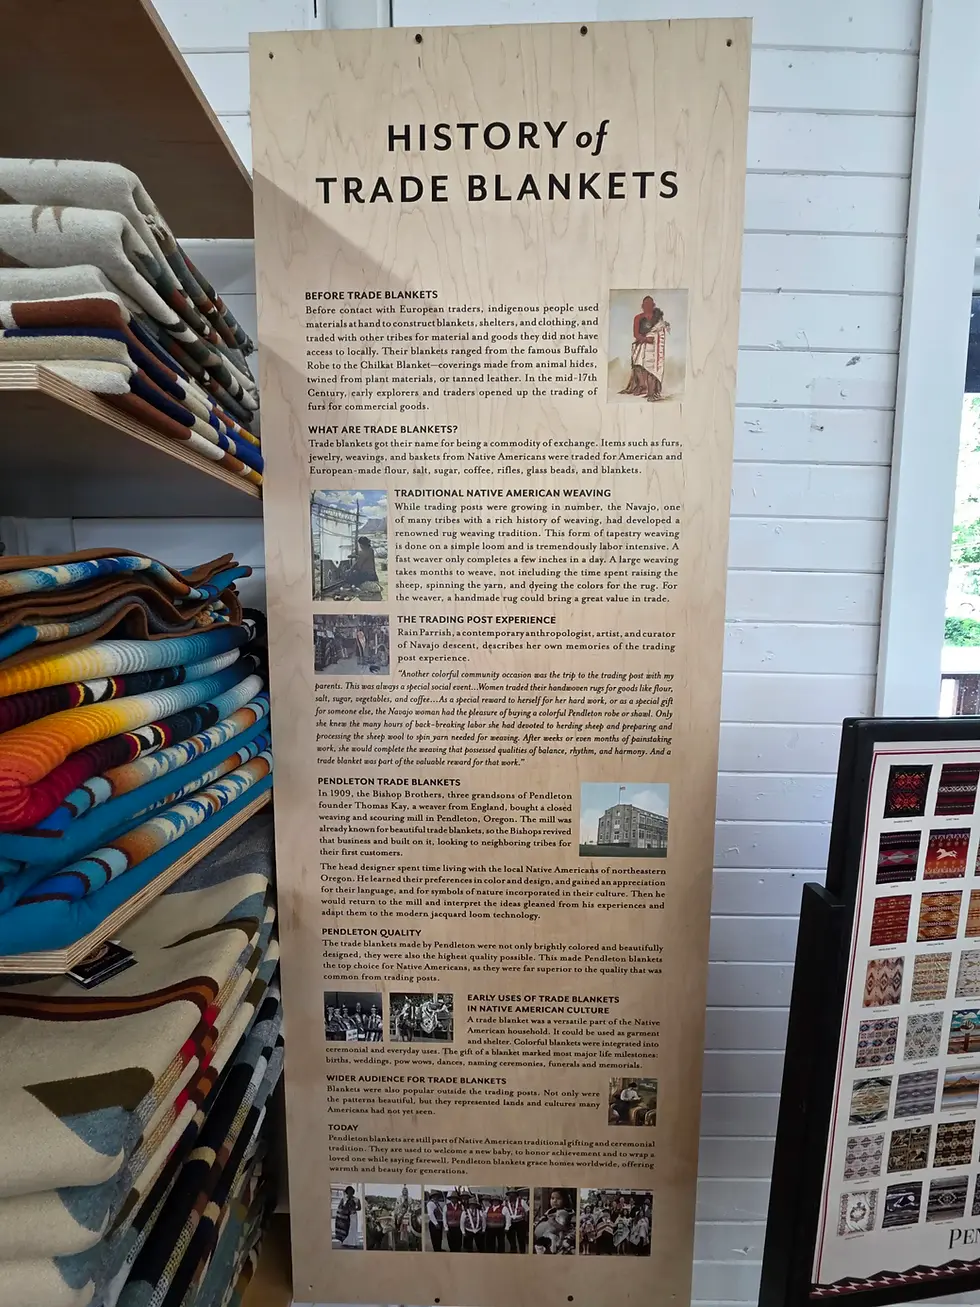 HISTORY of
TRADE BLANKETS
BEFORE TRADE BLANKETS
Before contact with European traders, indigenous people used
materials at hand to construct blankets, shelters, and clothing, and
traded with other tribes for material and goods they did not have
access to locally. Their blankets ranged from the famous Buffalo
Robe to the Chilkat Blanket—coverings made from animal hides,
twined from plant materials, or tanned leather. In the mid-17th
Century, early explorers and traders opened up the trading of
furs for commercial goods.
WHAT ARE TRADE BLANKETS?
Trade blankets got their name for being a commodity of exchange. Items such as furs,
jewelry, weavings, and baskets from Native Americans were traded for American and
European-made flour, salt, sugar, coffee, rifles, glass beads, and blankets.
TRADITIONAL NATIVE AMERICAN WEAVING
While trading posts were growing in number, the Navajo, one
of many tribes with a rich history of weaving, had developed a
renowned rug weaving tradition. This form of tapestry weaving
is done on a simple loom and is tremendously labor intensive. A
fast weaver only completes a few inches in a day. A large weaving
takes months to weave, not including the time spent raising the
sheep, spinning the yarn, and dyeing the colors for the rug. For
the weaver, a handmade rug could bring a great value in trade.
THE TRADING POST EXPERIENCE
Rain Parrish, a contemporary anthropologist, artist, and curator
of Navajo descent, describes her own memories of the trading
post experience.
"Another colorful community occasion was the trip to the trading post with my
parents. This was always a special social event...Women traded their handwoven rugs for goods like flour,
salt, sugar, vegetables, and coffee...As a special reward to herself for her hard work, or as a special gift
for someone else, the Navajo woman had the pleasure of buying a colorful Pendleton robe or shawl. Only
she knew the many hours of back-breaking labor she had devoted to herding sheep and preparing and
processing the sheep wool to spin yarn needed for weaving. After weeks or even months of painstaking
work, she would complete the weaving that possessed qualities of balance, rhythm, and harmony. And a
trade blanket was part of the valuable reward for that work."
PENDLETON TRADE BLANKETS
In 1909, the Bishop Brothers, three grandsons of Pendleton
founder Thomas Kay, a weaver from England, bought a closed
weaving and scouring mill in Pendleton, Oregon. The mill was
already known for beautiful trade blankets, so the Bishops revived
that business and built on it, looking to neighboring tribes for
their first customers.
The head designer spent time living with the local Native Americans of northeastern
Oregon. He learned their preferences in color and design, and gained an appreciation
for their language, and for symbols of nature incorporated in their culture. Then he
would return to the mill and interpret the ideas gleaned from his experiences and
adapt them to the modern jacquard loom technology.
PENDLETON QUALITY
The trade blankets made by Pendleton were not only brightly colored and beautifully
designed, they were also the highest quality possible. This made Pendleton blankets
the top choice for Native Americans, as they were far superior to the quality that was
common from trading posts.
EARLY USES OF TRADE BLANKETS
IN NATIVE AMERICAN CULTURE
A trade blanket was a versatile part of the Native
American household. It could be used as garment
and shelter. Colorful blankets were integrated into
ceremonial and everyday uses. The gift of a blanket marked most major life milestones:
births, weddings, pow wows, dances, naming ceremonies, funerals and memorials.
WIDER AUDIENCE FOR TRADE BLANKETS
Blankets were also popular outside the trading posts. Not only were
the patterns beautiful, but they represented lands and cultures many
Americans had not yet seen.
TODAY
Pendleton blankets are still part of Native American traditional gifting and ceremonial
tradition. They are used to welcome a new baby, to honor achievement and to wrap a
loved one while saying farewell. Pendleton blankets grace homes worldwide, offering
warmth and beauty for generations.
PEN